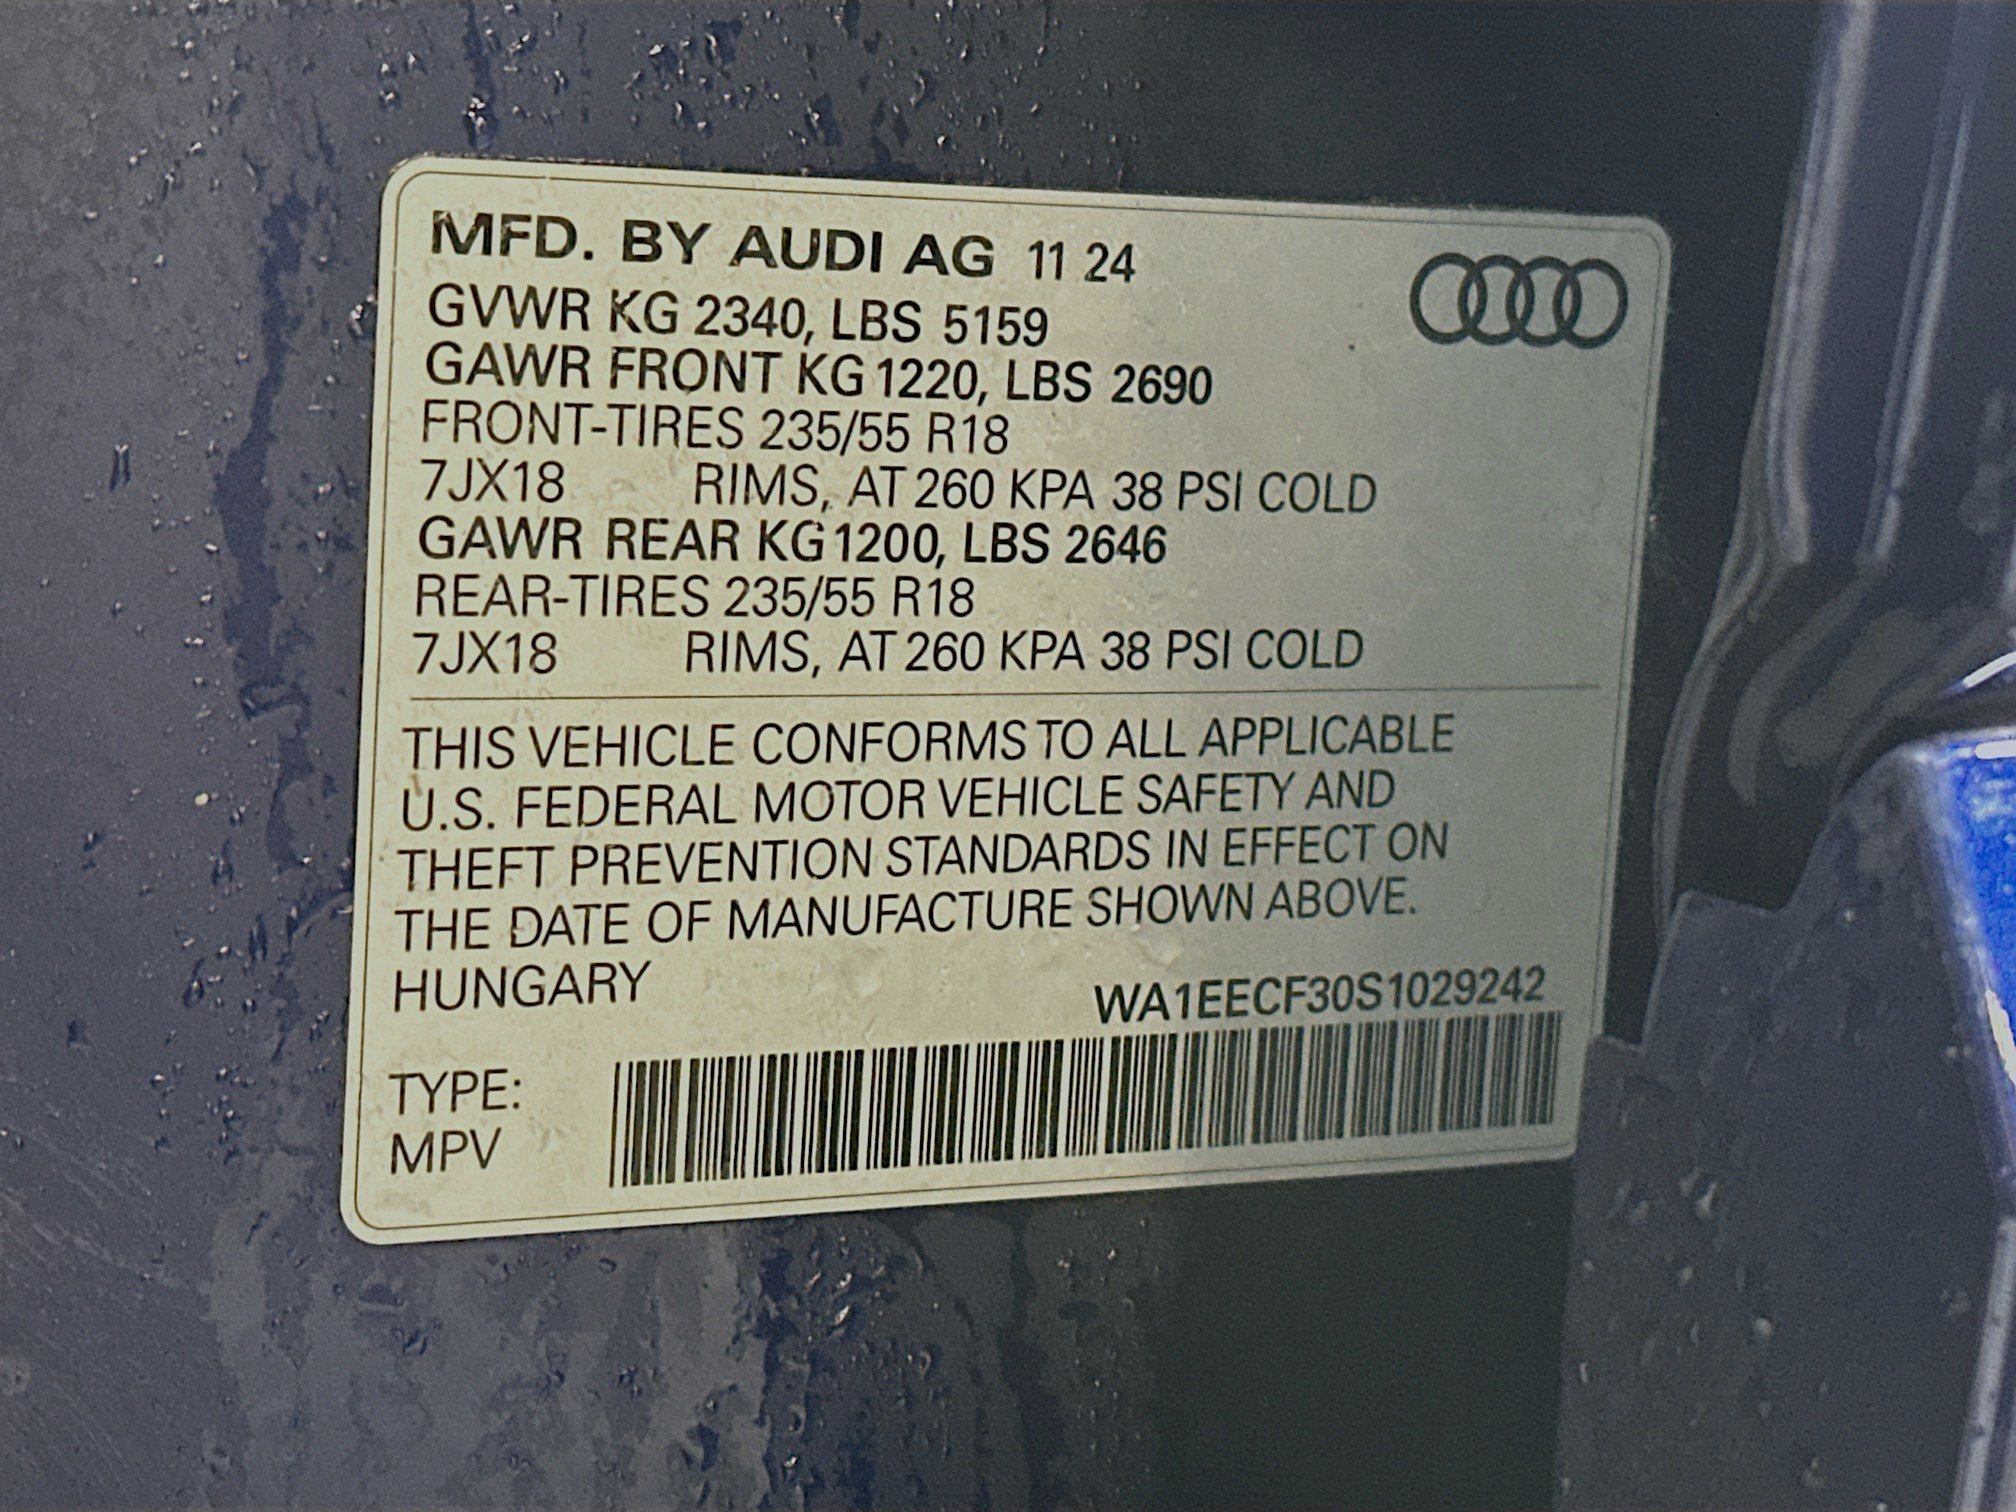 MFD. BY AUDI AG 11 24
GVWR KG 2340, LBS 5159
GAWR FRONT KG 1220, LBS 2690
FRONT-TIRES 235/55 R18
7JX18 RIMS, AT 260 KPA 38 PSI COLD
GAWR REAR KG 1200, LBS 2646
REAR-TIRES 235/55 R18
7JX18 RIMS, AT 260 KPA 38 PSI COLD
THIS VEHICLE CONFORMS TO ALL APPLICABLE
U.S. FEDERAL MOTOR VEHICLE SAFETY AND
THEFT PREVENTION STANDARDS IN EFFECT ON
THE DATE OF MANUFACTURE SHOWN ABOVE.
HUNGARY
WA1EECF30S1029242
TYPE:
MPV